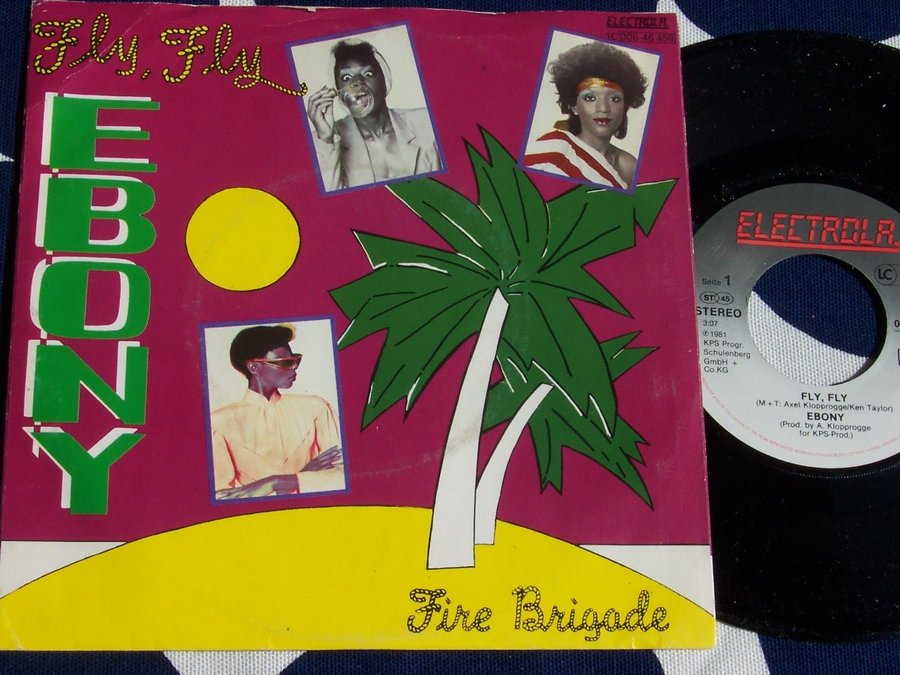 Fly, Fly
ELECTROLA
1C 006-46 459
EBONY
Fire Brigade
ELECTROLA
LC
Seite 1
ST 45
STEREO
3:07
℗ 1981
KPS Progr.
Schulenberg
GmbH +
Co.KG
FLY, FLY
(M + T: Axel Klopprogge/Ken Taylor)
EBONY
(Prod. by A. Klopprogge
for KPS-Prod.)